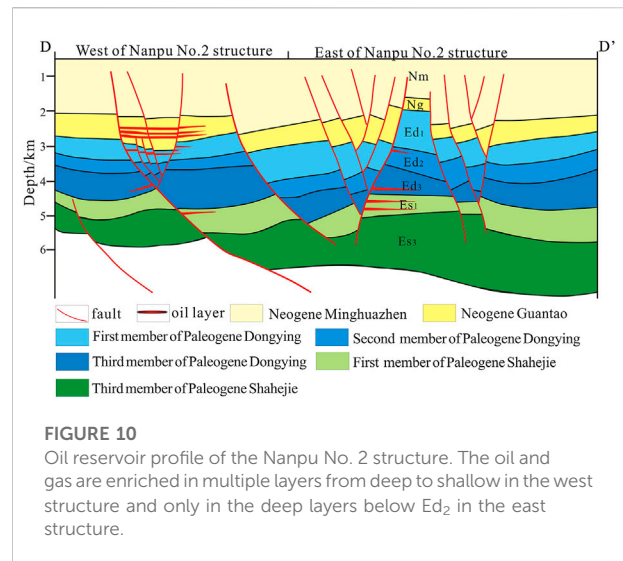 D West of Nanpu No.2 structure East of Nanpu No.2 structure D’
Depth/km
1
2
3
4
5
6
Nm
Ng
Ed1
Ed2
Ed3
Es1
Es3
fault oil layer Neogene Minghuazhen Neogene Guantao
First member of Paleogene Dongying Second member of Paleogene Dongying
Third member of Paleogene Dongying First member of Paleogene Shahejie
Third member of Paleogene Shahejie
FIGURE 10
Oil reservoir profile of the Nanpu No. 2 structure. The oil and
gas are enriched in multiple layers from deep to shallow in the west
structure and only in the deep layers below Ed2 in the east
structure.